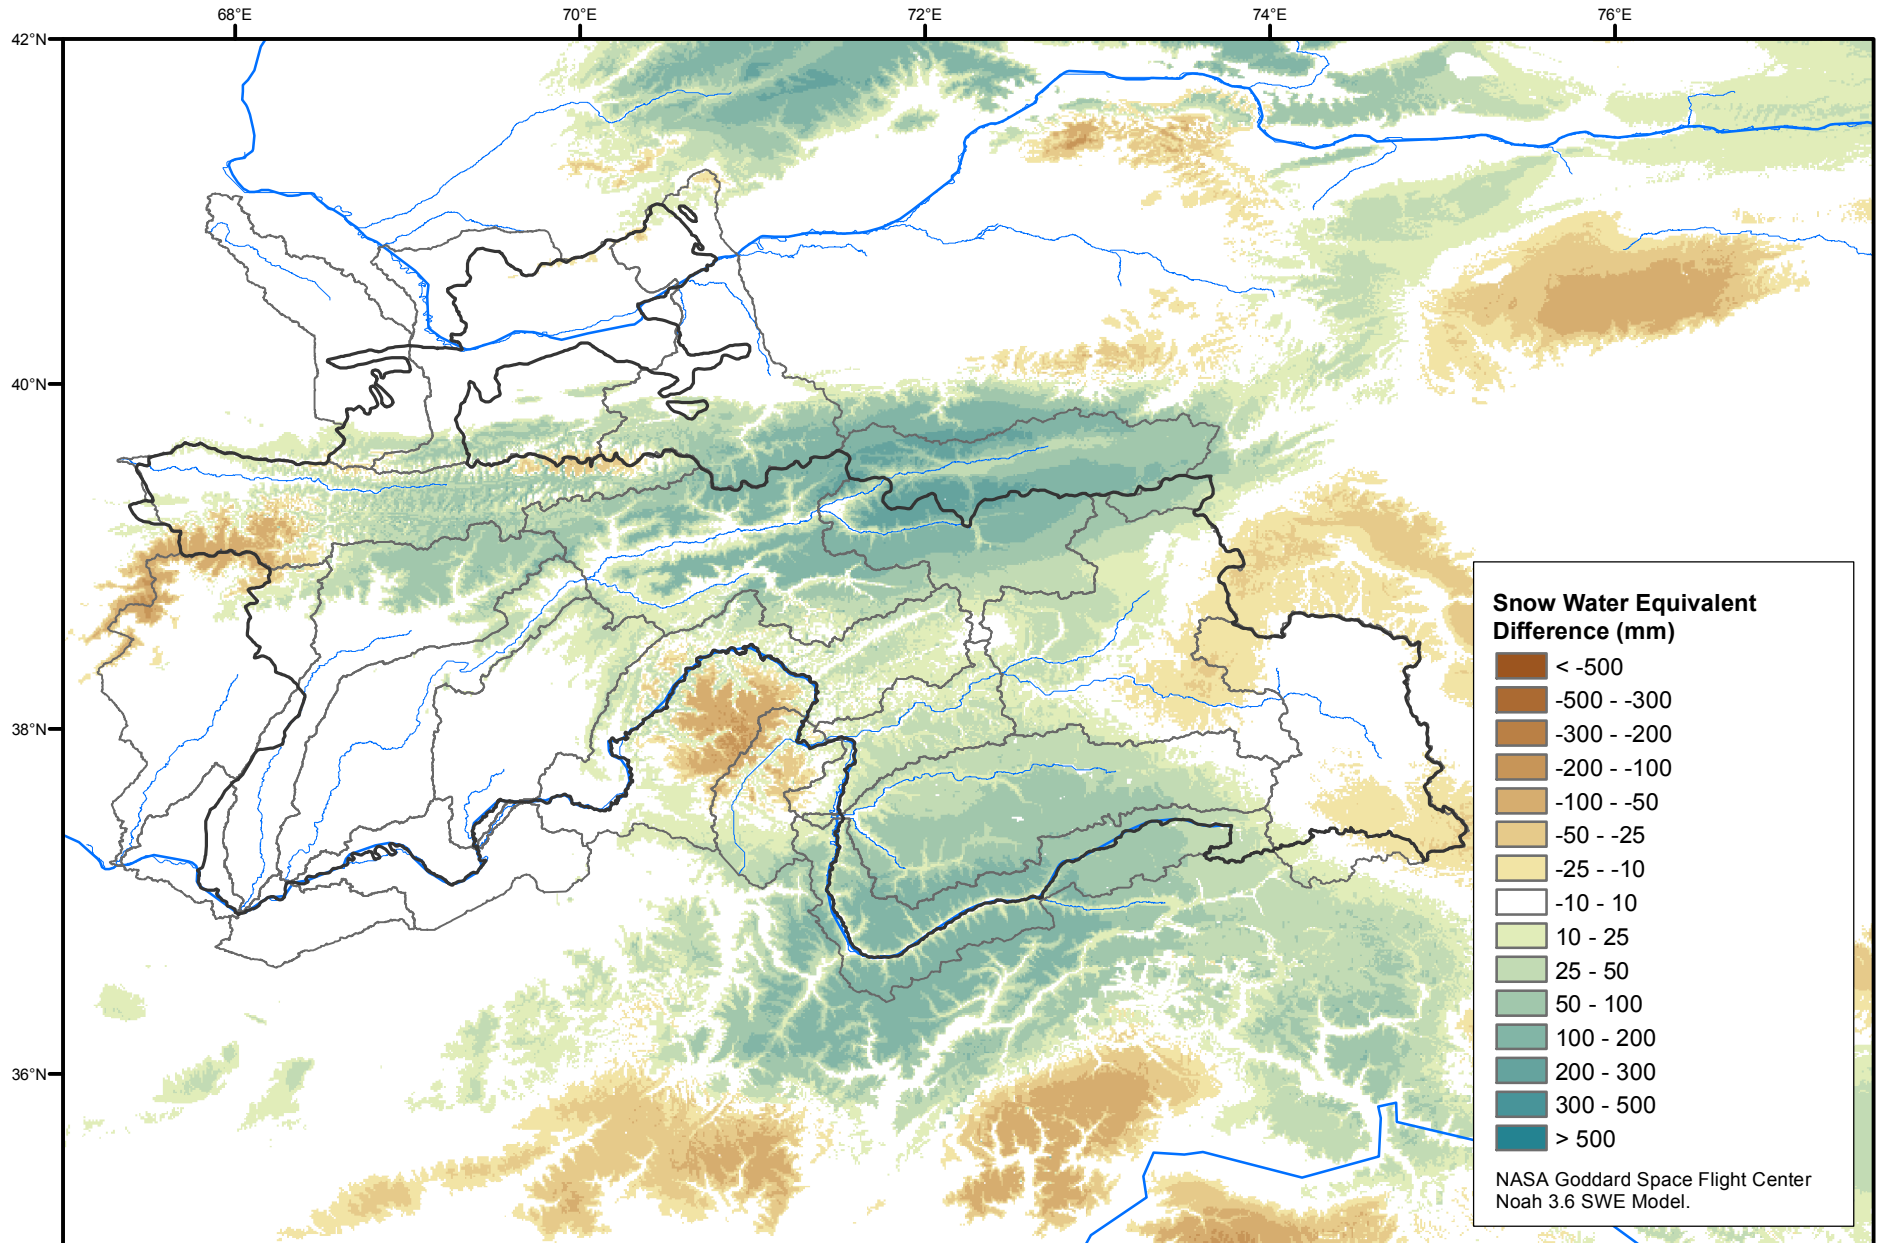 68°E
70°E
72°E
74°E
76°E
42°N
40°N
38°N
36°N
Snow Water Equivalent
Difference (mm)
< -500
-500 - -300
-300 - -200
-200 - -100
-100 - -50
-50 - -25
-25 - -10
-10 - 10
10 - 25
25 - 50
50 - 100
100 - 200
200 - 300
300 - 500
> 500
NASA Goddard Space Flight Center
Noah 3.6 SWE Model.